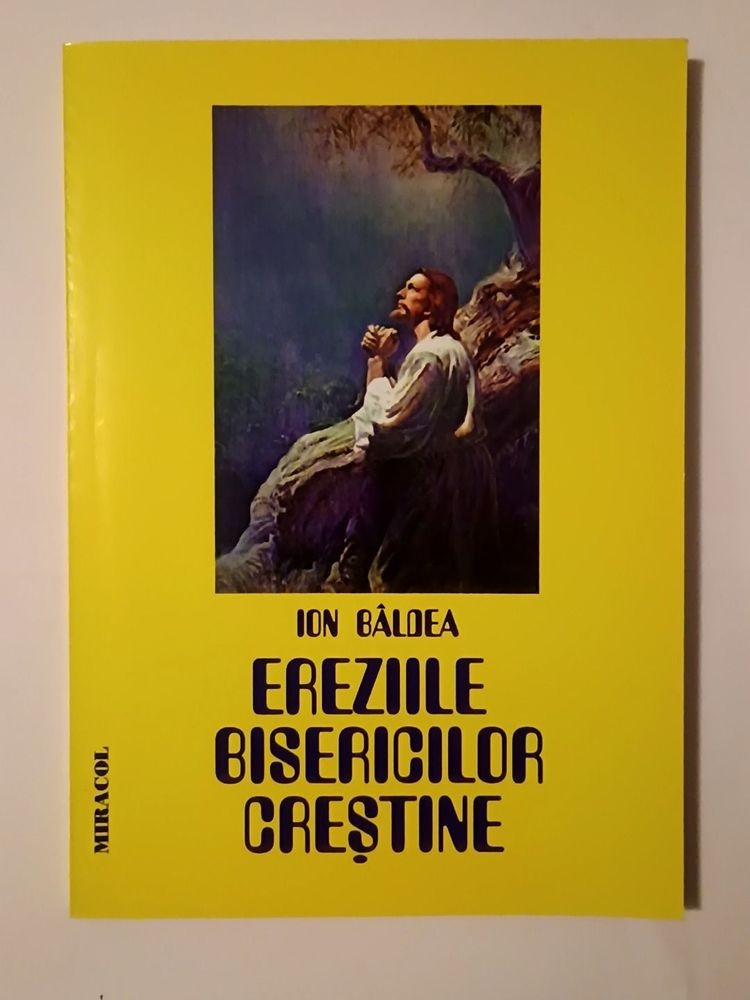 ION BÂLDEA
EREZIILE
BISERICILOR
CREȘTINE
MIRACOL